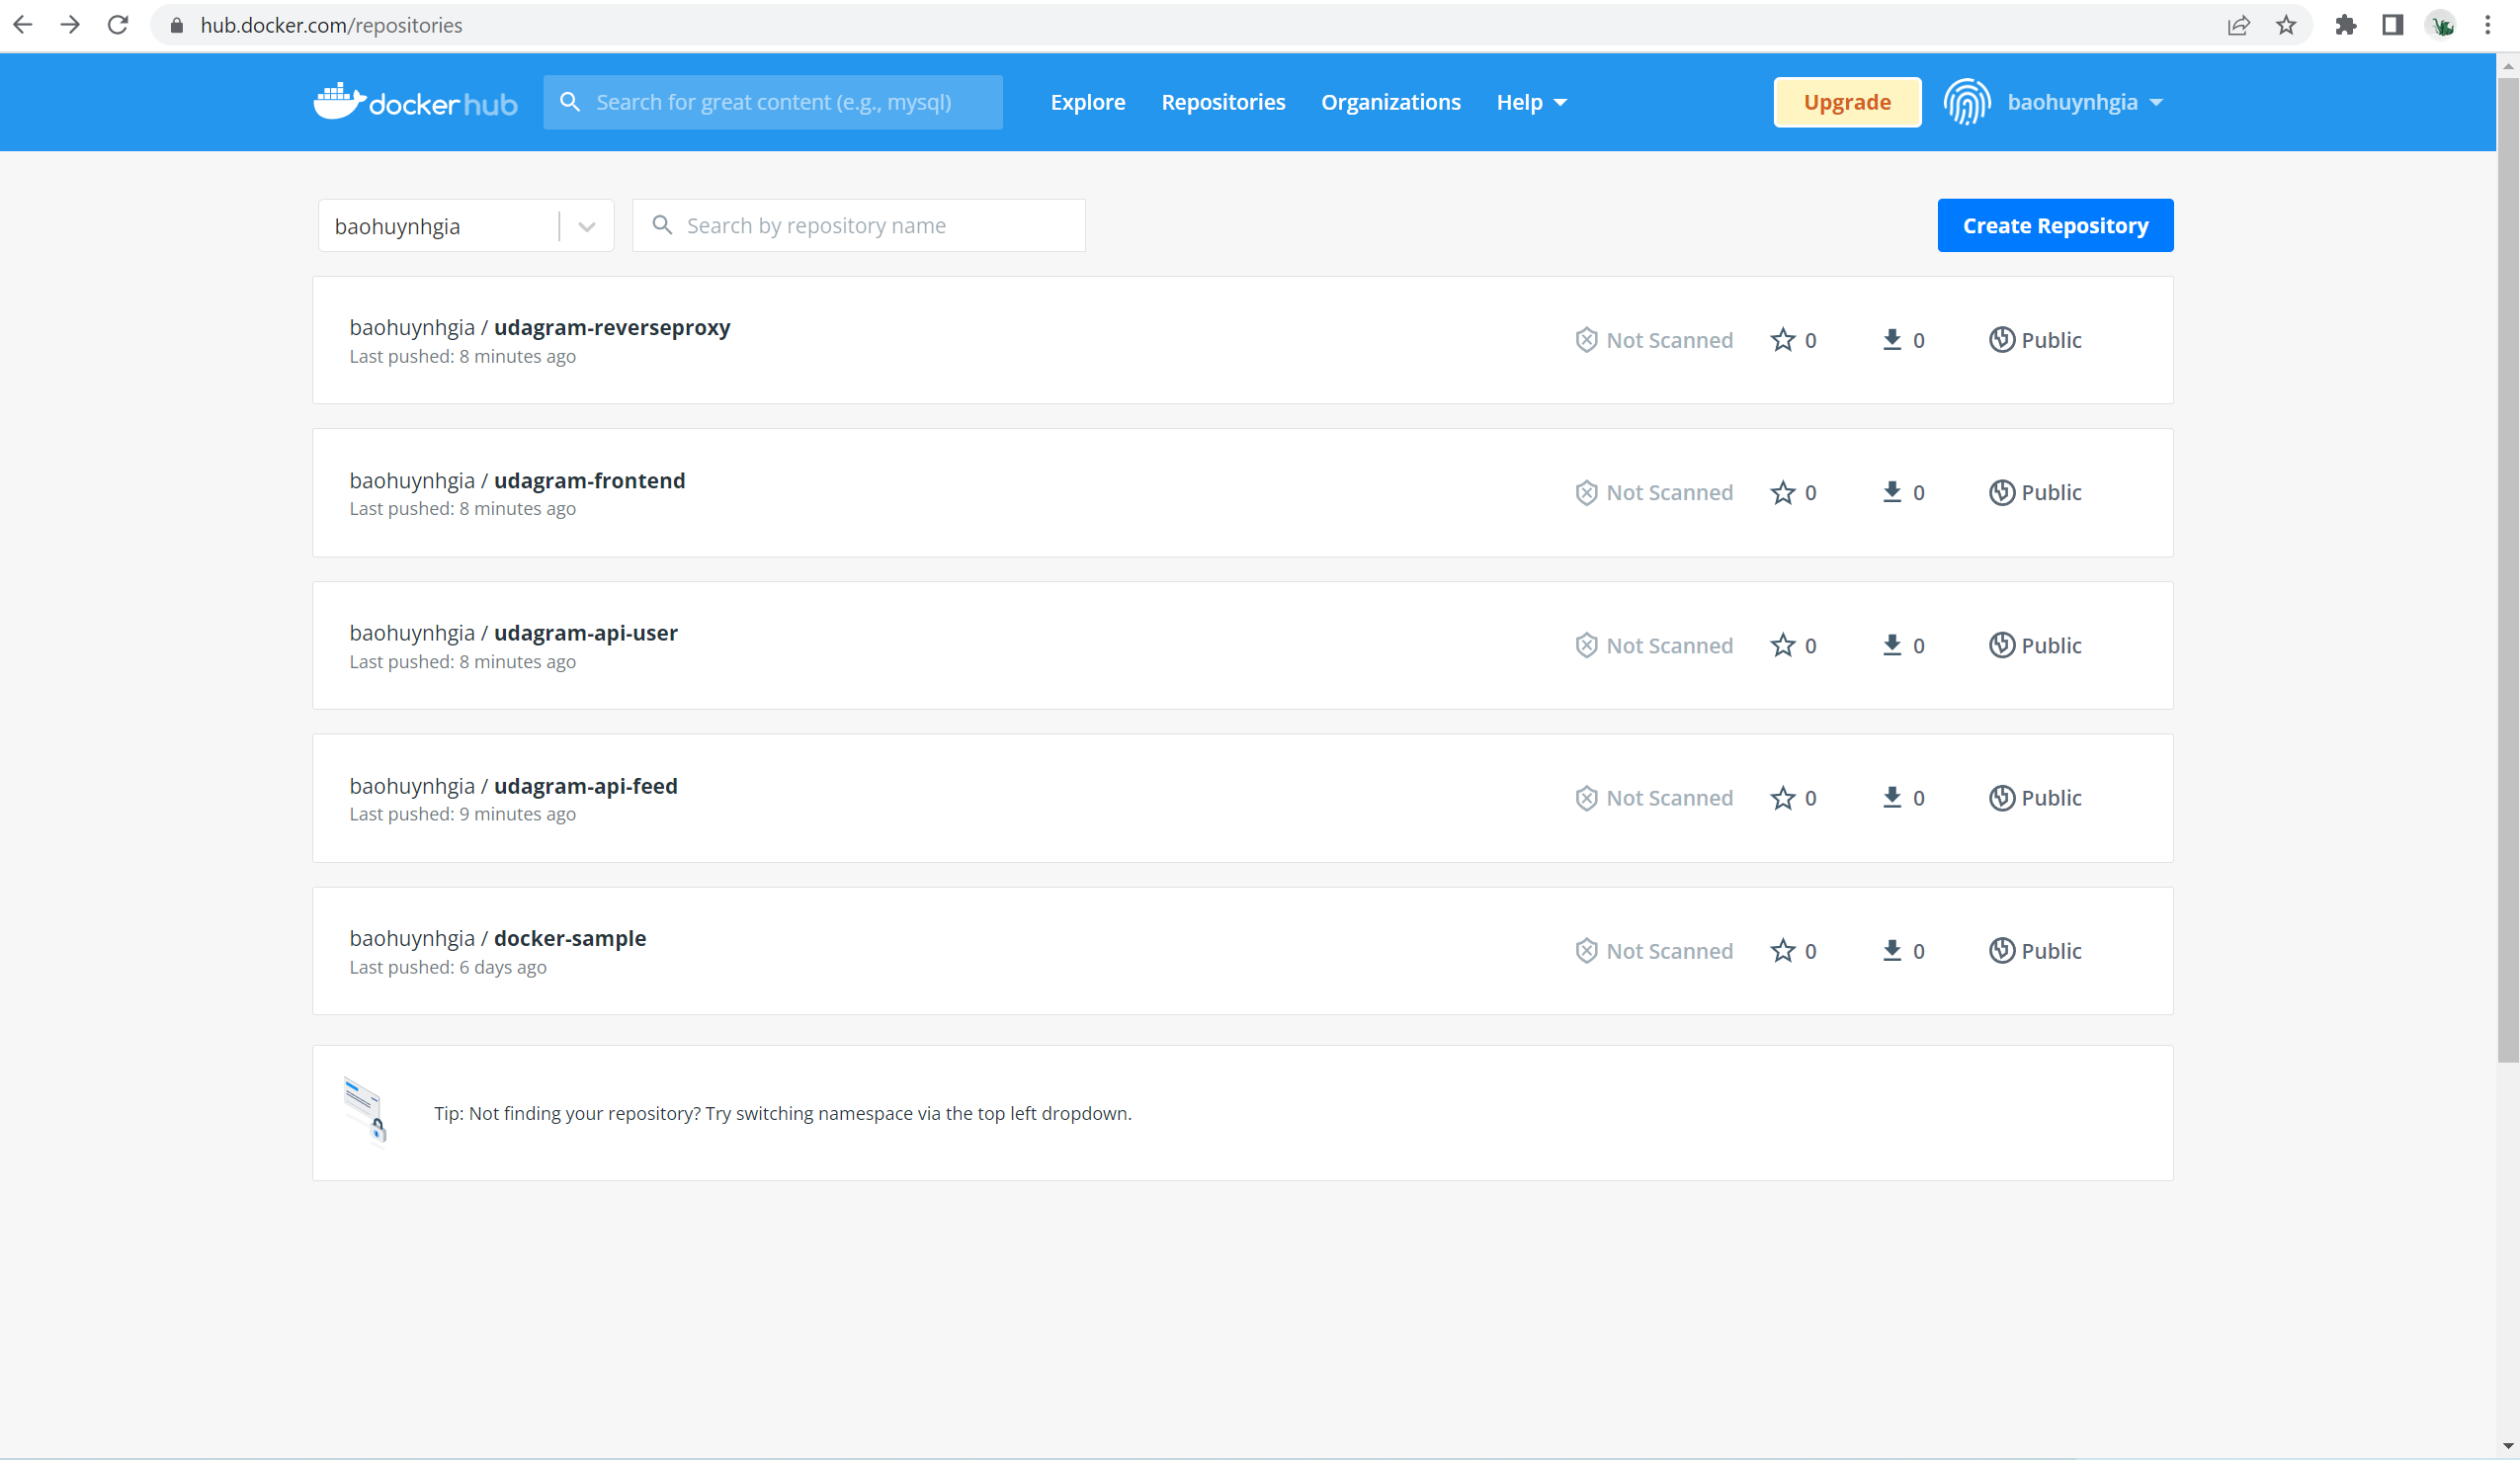 hub.docker.com/repositories
dockerhub
Search for great content (e.g., mysql)
Explore
Repositories
Organizations
Help
Upgrade
baohuynhgia
baohuynhgia
Search by repository name
Create Repository
baohuynhgia / udagram-reverseproxy
Last pushed: 8 minutes ago
Not Scanned
0
0
Public
baohuynhgia / udagram-frontend
Last pushed: 8 minutes ago
Not Scanned
0
0
Public
baohuynhgia / udagram-api-user
Last pushed: 8 minutes ago
Not Scanned
0
0
Public
baohuynhgia / udagram-api-feed
Last pushed: 9 minutes ago
Not Scanned
0
0
Public
baohuynhgia / docker-sample
Last pushed: 6 days ago
Not Scanned
0
0
Public
Tip: Not finding your repository? Try switching namespace via the top left dropdown.